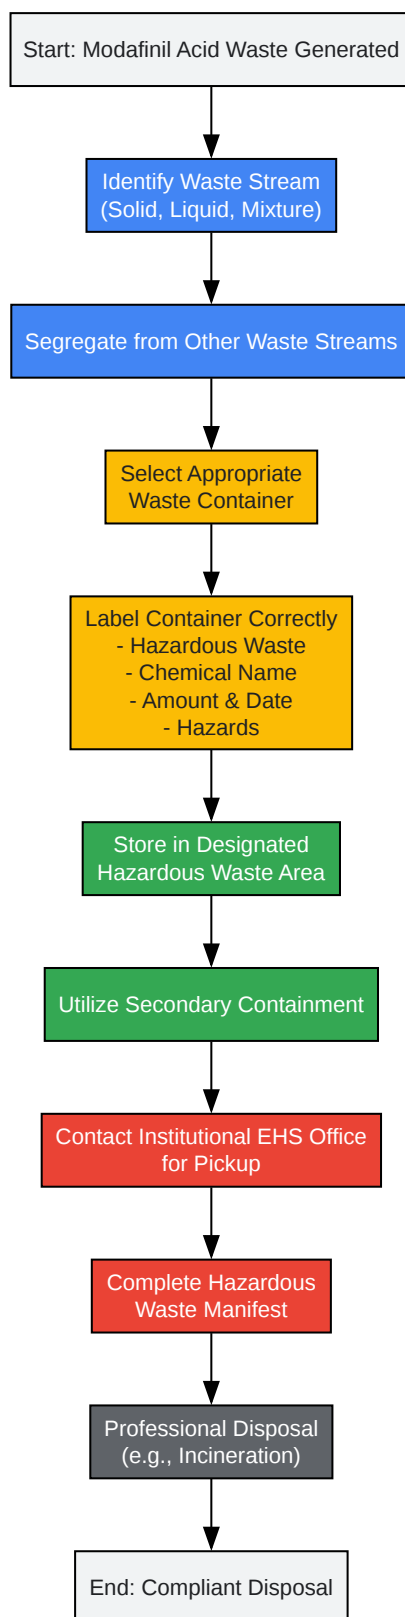 Start: Modafinil Acid Waste Generated
Identify Waste Stream
(Solid, Liquid, Mixture)
Segregate from Other Waste Streams
Select Appropriate
Waste Container
Label Container Correctly
- Hazardous Waste
- Chemical Name
- Amount & Date
- Hazards
Store in Designated
Hazardous Waste Area
Utilize Secondary Containment
Contact Institutional EHS Office
for Pickup
Complete Hazardous
Waste Manifest
Professional Disposal
(e.g., Incineration)
End: Compliant Disposal